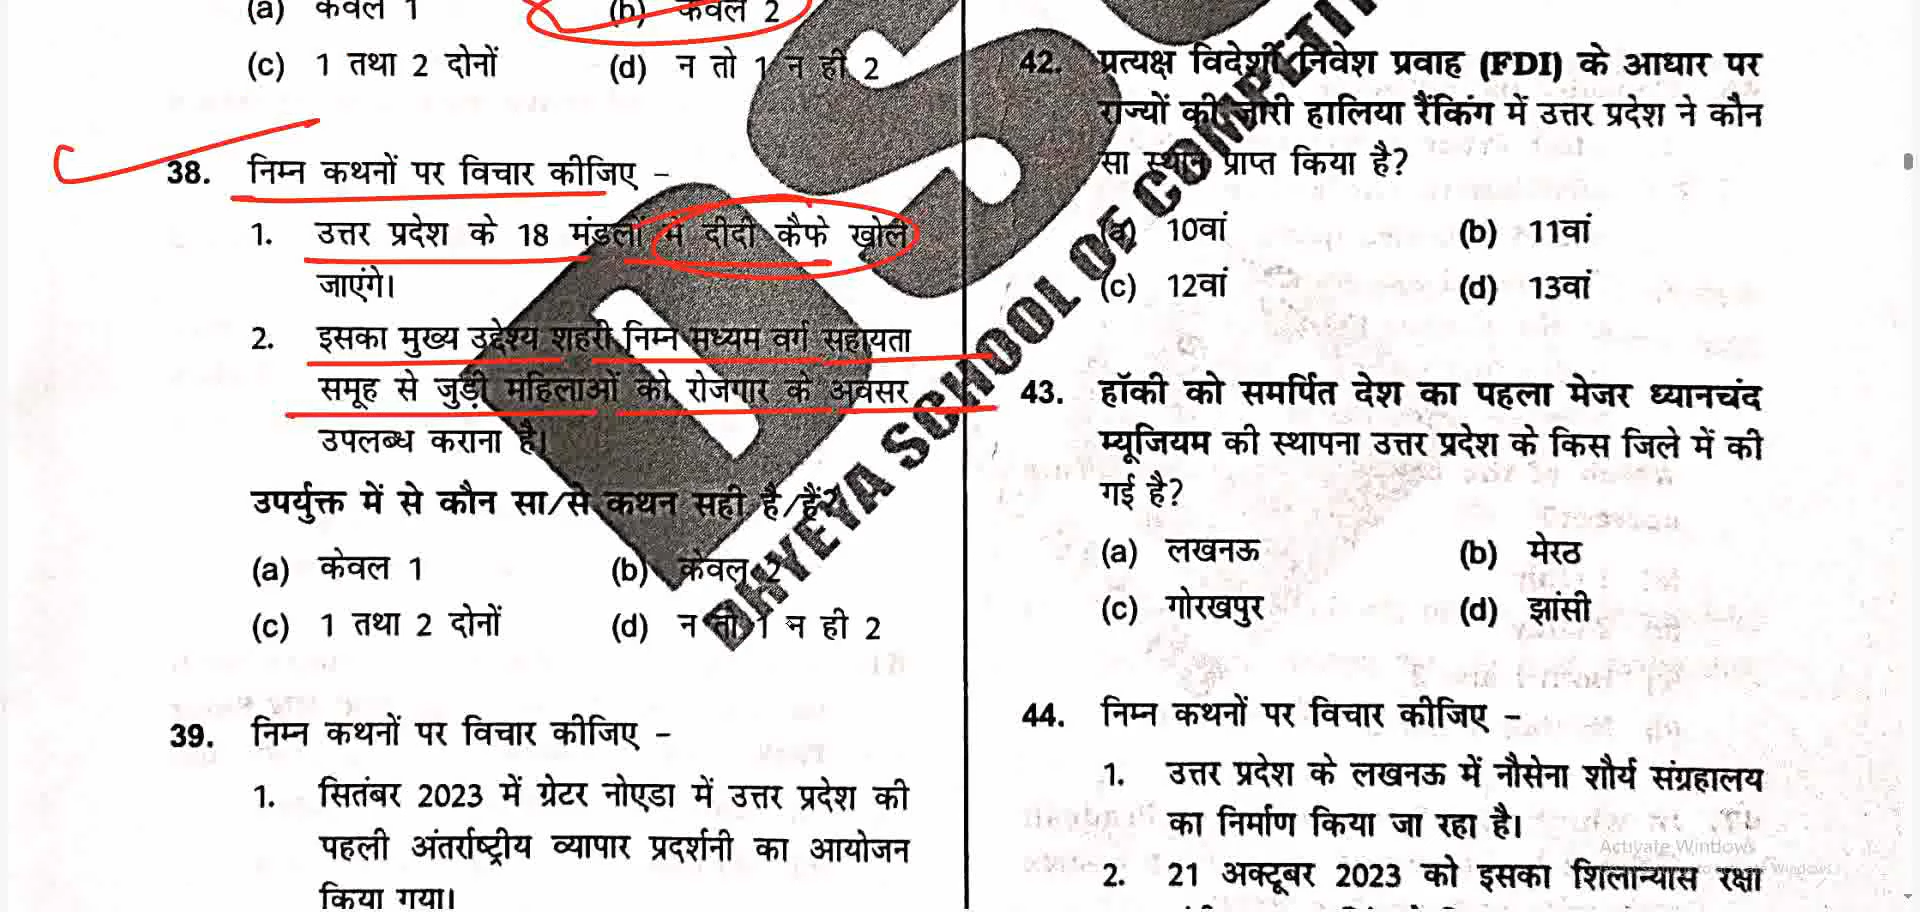 (a) केवल 1
(b) केवल 2
(c) 1 तथा 2 दोनों
(d) न तो 1 न ही 2
38. निम्न कथनों पर विचार कीजिए –
1. उत्तर प्रदेश के 18 मंडलों में दीदी कैफे खोले
जाएंगे।
2. इसका मुख्य उद्देश्य शहरी निम्न मध्यम वर्ग सहायता
समूह से जुड़ी महिलाओं को रोजगार के अवसर
उपलब्ध कराना है।
उपर्युक्त में से कौन सा/से कथन सही है/हैं?
(a) केवल 1
(b) केवल 2
(c) 1 तथा 2 दोनों
(d) न तो 1 न ही 2
39. निम्न कथनों पर विचार कीजिए –
1. सितंबर 2023 में ग्रेटर नोएडा में उत्तर प्रदेश की
पहली अंतर्राष्ट्रीय व्यापार प्रदर्शनी का आयोजन
किया गया।
42. प्रत्यक्ष विदेशी निवेश प्रवाह (FDI) के आधार पर
राज्यों की जारी हालिया रैंकिंग में उत्तर प्रदेश ने कौन
सा स्थान प्राप्त किया है?
(a) 10वां
(b) 11वां
(c) 12वां
(d) 13वां
43. हॉकी को समर्पित देश का पहला मेजर ध्यानचंद
म्यूजियम की स्थापना उत्तर प्रदेश के किस जिले में की
गई है?
(a) लखनऊ
(b) मेरठ
(c) गोरखपुर
(d) झांसी
44. निम्न कथनों पर विचार कीजिए –
1. उत्तर प्रदेश के लखनऊ में नौसेना शौर्य संग्रहालय
का निर्माण किया जा रहा है।
2. 21 अक्टूबर 2023 को इसका शिलान्यास रक्षा
DHYEYA SCHOOL OF
Activate Windows